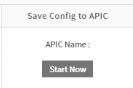 Save Config to APIC
APIC Name :
Start Now